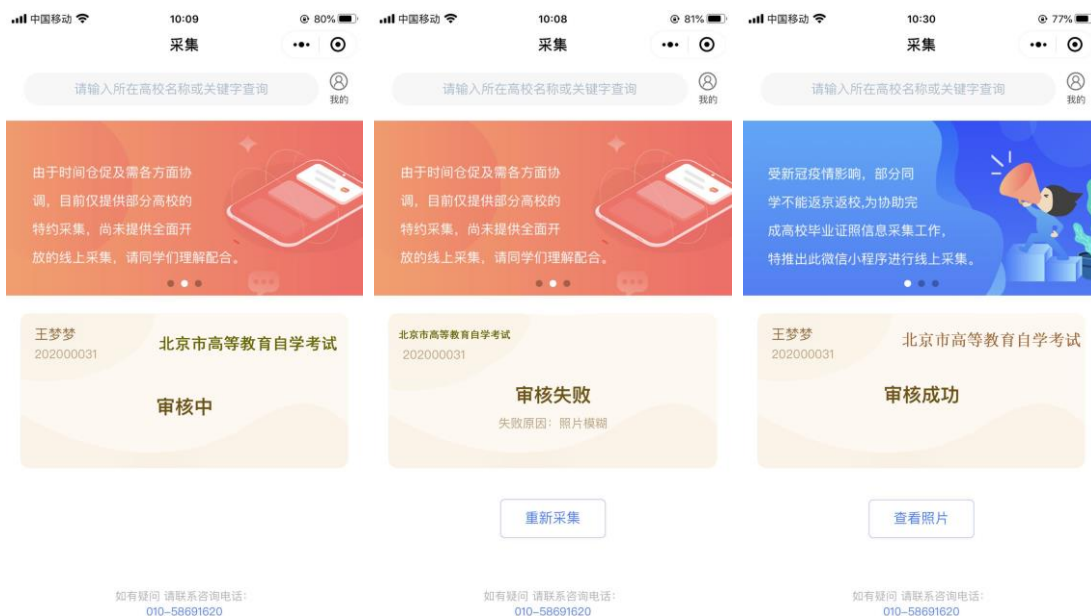 中国移动 10:09 80%
采集
请输入所在高校名称或关键字查询
我的
由于时间仓促及需各方面协
调，目前仅提供部分高校的
特约采集，尚未提供全面开
放的线上采集，请同学们理解配合。
王梦梦
202000031
北京市高等教育自学考试
审核中
如有疑问 请联系咨询电话：
010-58691620
中国移动 10:08 81%
采集
请输入所在高校名称或关键字查询
我的
由于时间仓促及需各方面协
调，目前仅提供部分高校的
特约采集，尚未提供全面开
放的线上采集，请同学们理解配合。
北京市高等教育自学考试
202000031
审核失败
失败原因：照片模糊
重新采集
如有疑问 请联系咨询电话：
010-58691620
中国移动 10:30 77%
采集
请输入所在高校名称或关键字查询
我的
受新冠疫情影响，部分同
学不能返京返校,为协助完
成高校毕业证照信息采集工作，
特推出此微信小程序进行线上采集。
王梦梦
202000031
北京市高等教育自学考试
审核成功
查看照片
如有疑问 请联系咨询电话：
010-58691620